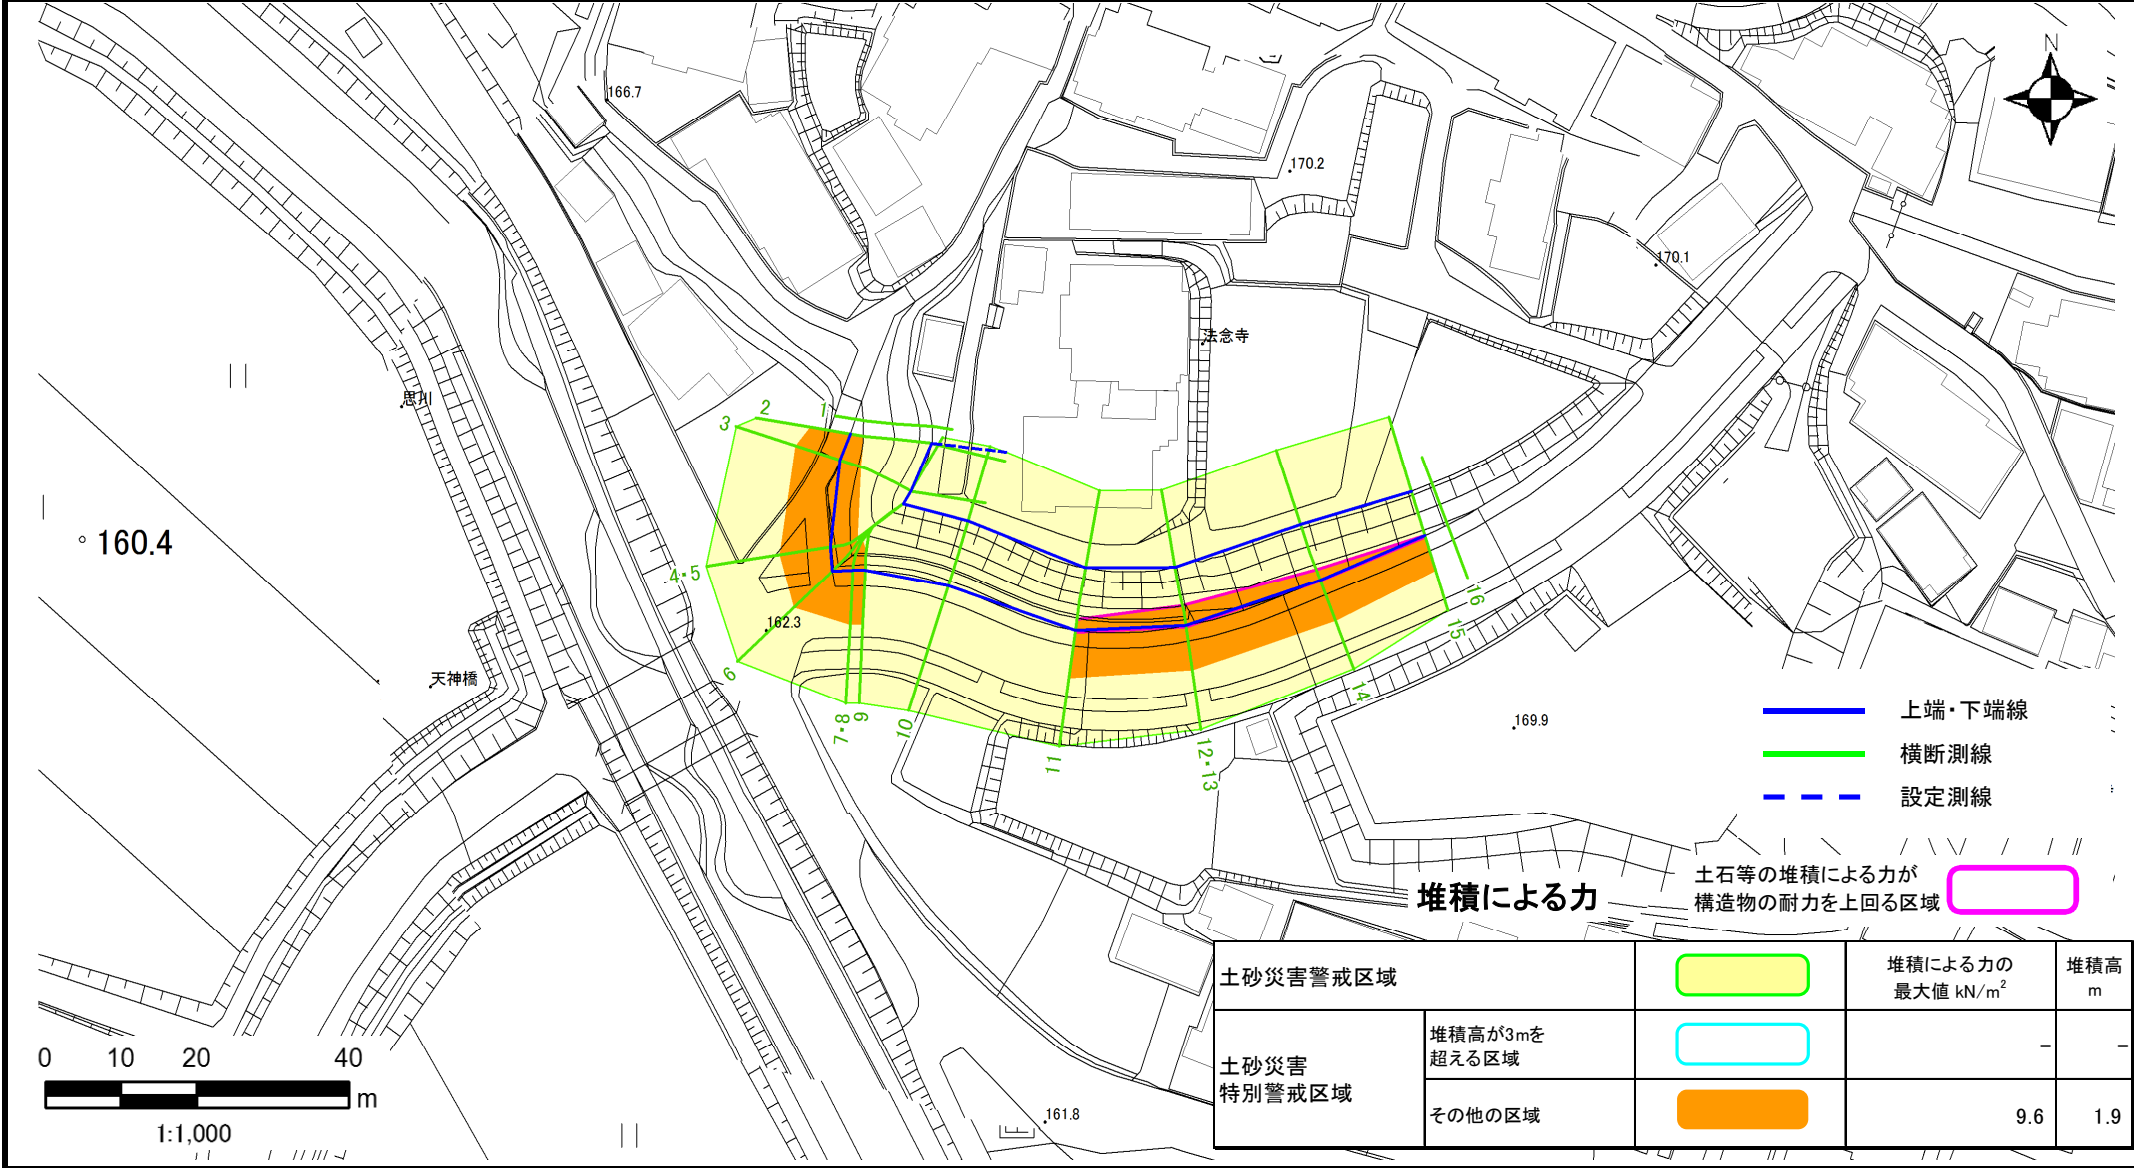 N
166.7
170.2
170.1
法念寺
思川
160.4
1
2
3
4・5
162.3
6
天神橋
7・8
9
10
11
12・13
14
15
16
169.9
上端・下端線
横断測線
設定測線
堆積による力
土石等の堆積による力が
構造物の耐力を上回る区域
土砂災害警戒区域
堆積による力の
最大値 kN/m²
堆積高
m
土砂災害
特別警戒区域
堆積高が3mを
超える区域
－
－
その他の区域
9.6
1.9
0 10 20 40
m
1:1,000
161.8